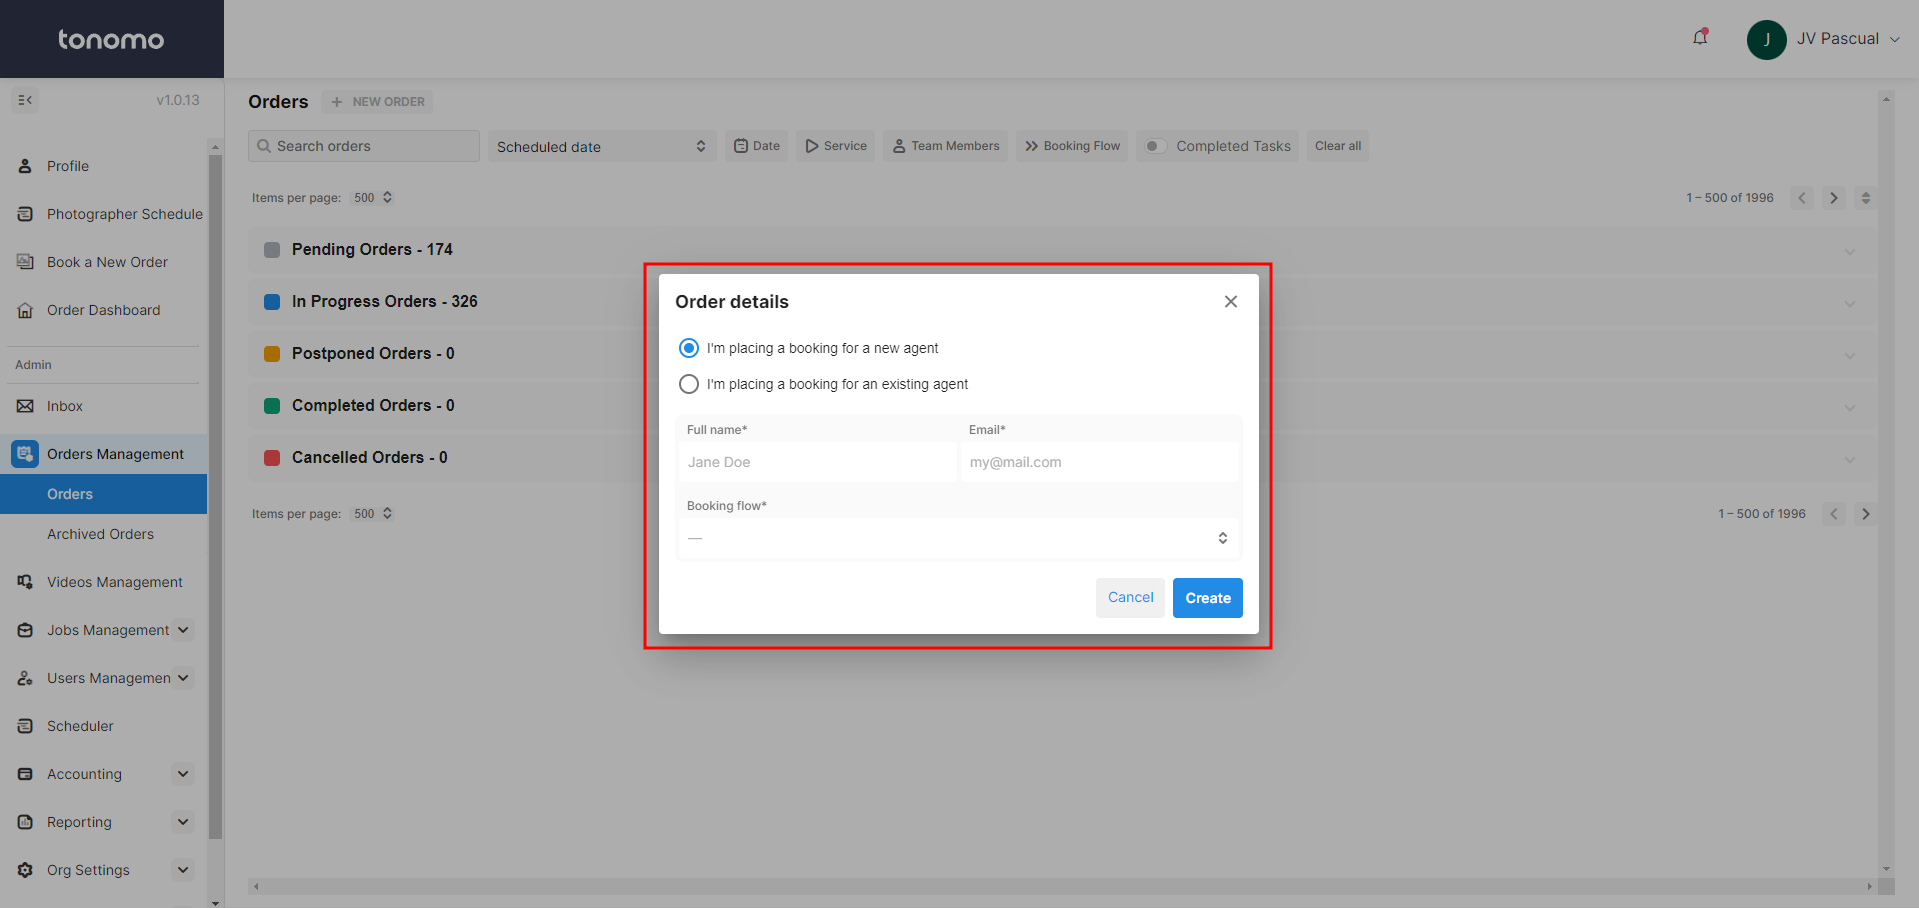 tonomo
J
JV Pascual
v1.0.13
Profile
Photographer Schedule
Book a New Order
Order Dashboard
Admin
Inbox
Orders Management
Orders
Archived Orders
Videos Management
Jobs Management
Users Managemen
Scheduler
Accounting
Reporting
Org Settings
Orders
+ NEW ORDER
Search orders
Scheduled date
Date
Service
Team Members
Booking Flow
Completed Tasks
Clear all
Items per page: 500
1 – 500 of 1996
Pending Orders - 174
In Progress Orders - 326
Postponed Orders - 0
Completed Orders - 0
Cancelled Orders - 0
Items per page: 500
1 – 500 of 1996
Order details
I'm placing a booking for a new agent
I'm placing a booking for an existing agent
Full name*
Email*
Jane Doe
my@mail.com
Booking flow*
—
Cancel
Create